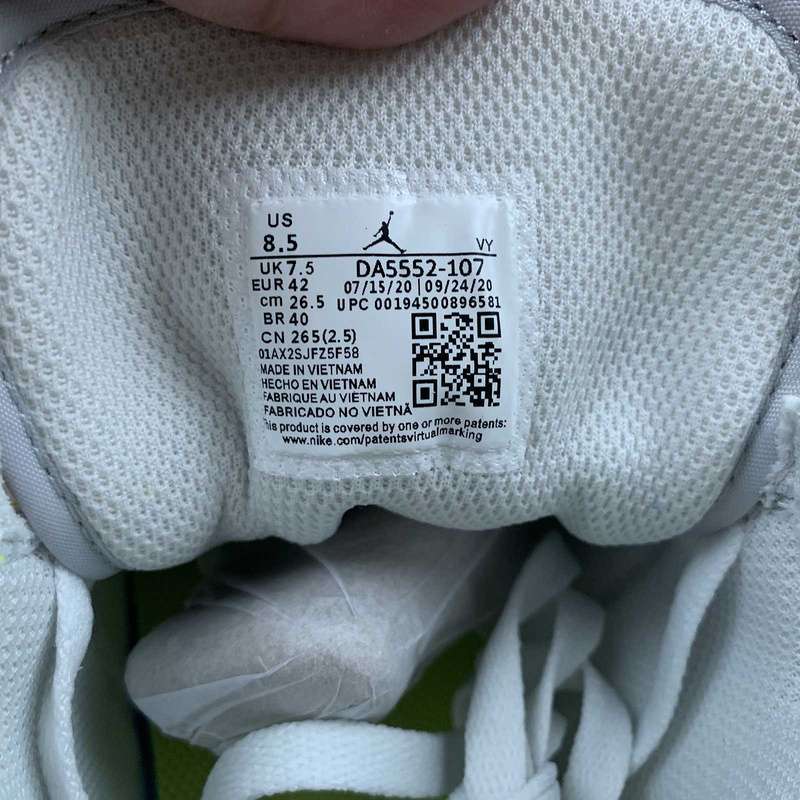 US
8.5
VY
UK 7.5
DA5552-107
EUR 42
07/15/20 | 09/24/20
cm 26.5
UPC 00194500896581
BR 40
CN 265(2.5)
01AX2SJFZ5F58
MADE IN VIETNAM
HECHO EN VIETNAM
FABRIQUE AU VIETNAM
FABRICADO NO VIETNÃ
This product is covered by one or more patents:
www.nike.com/patentsvirtualmarking